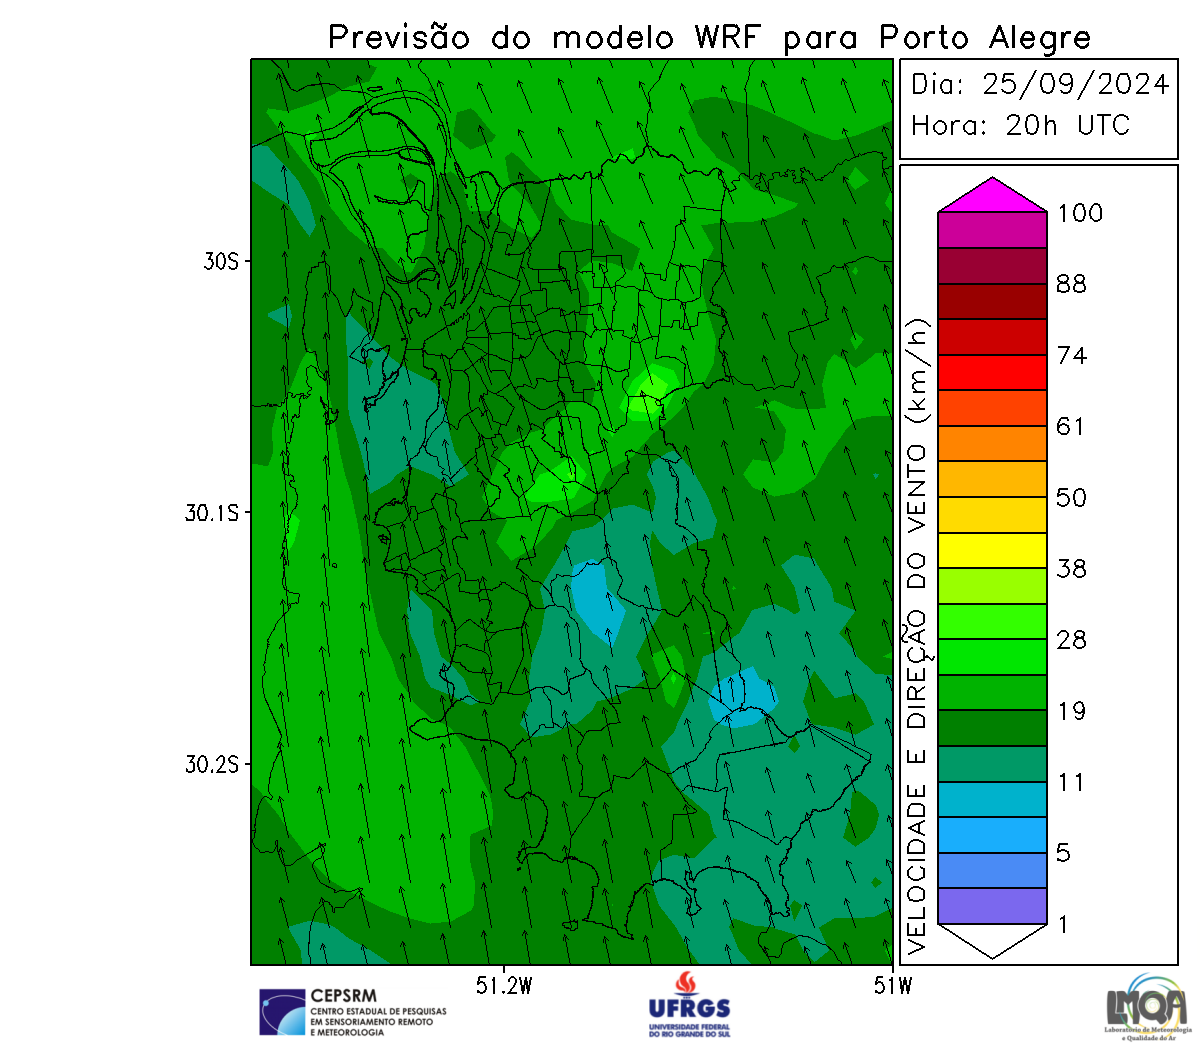 Previsão do modelo WRF para Porto Alegre
Dia: 25/09/2024
Hora: 20h UTC
30S
30.1S
30.2S
51.2W
51W
VELOCIDADE E DIREÇÃO DO VENTO (km/h)
100
88
74
61
50
38
28
19
11
5
1
CEPSRM
CENTRO ESTADUAL DE PESQUISAS
EM SENSORIAMENTO REMOTO
E METEOROLOGIA
UFRGS
UNIVERSIDADE FEDERAL
DO RIO GRANDE DO SUL
LMQA
Laboratório de Meteorologia
e Qualidade do Ar